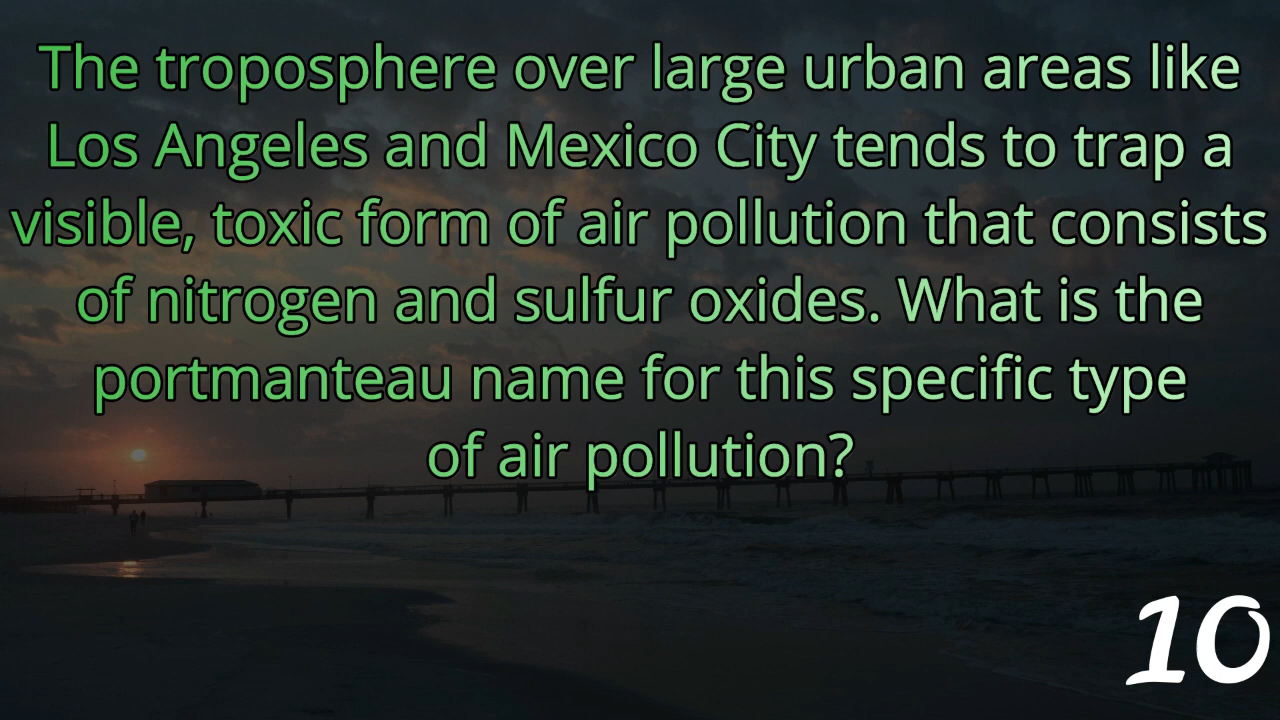 The troposphere over large urban areas like
Los Angeles and Mexico City tends to trap a
visible, toxic form of air pollution that consists
of nitrogen and sulfur oxides. What is the
portmanteau name for this specific type
of air pollution?
10